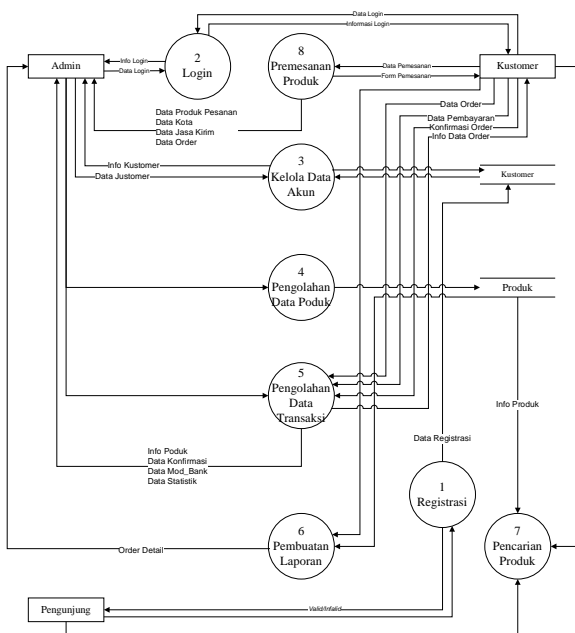 Data Login
Informasi Login
Admin
Info Login
Data Login
2
Login
8
Premesanan
Produk
Data Pemesanan
Form Pemesanan
Kustomer
Data Produk Pesanan
Data Kota
Data Jasa Kirim
Data Order
Data Order
Data Pembayaran
Konfirmasi Order
Info Data Order
Info Kustomer
Data Justomer
3
Kelola Data
Akun
Kustomer
4
Pengolahan
Data Poduk
Produk
5
Pengolahan
Data
Transaksi
Info Produk
Data Registrasi
Info Poduk
Data Konfirmasi
Data Mod_Bank
Data Statistik
1
Registrasi
6
Pembuatan
Laporan
Order Detail
7
Pencarian
Produk
Pengunjung
Valid/Infalid